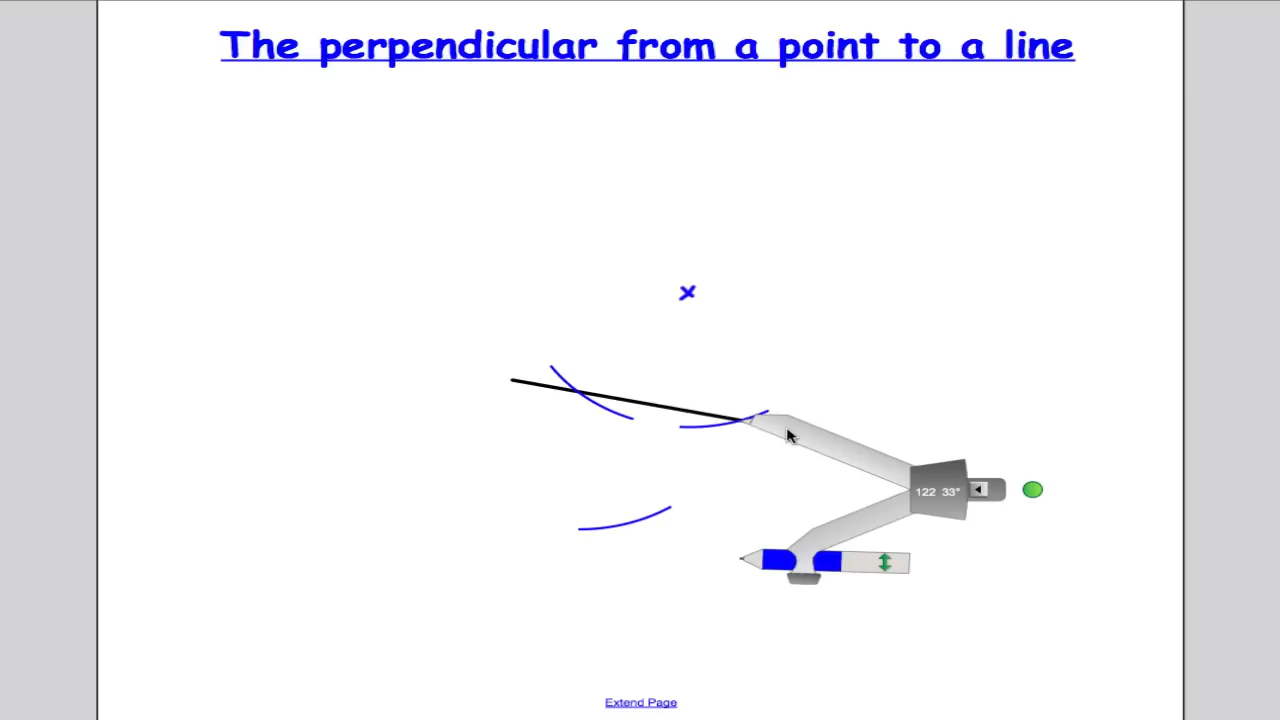 The perpendicular from a point to a line
122 33°
Extend Page